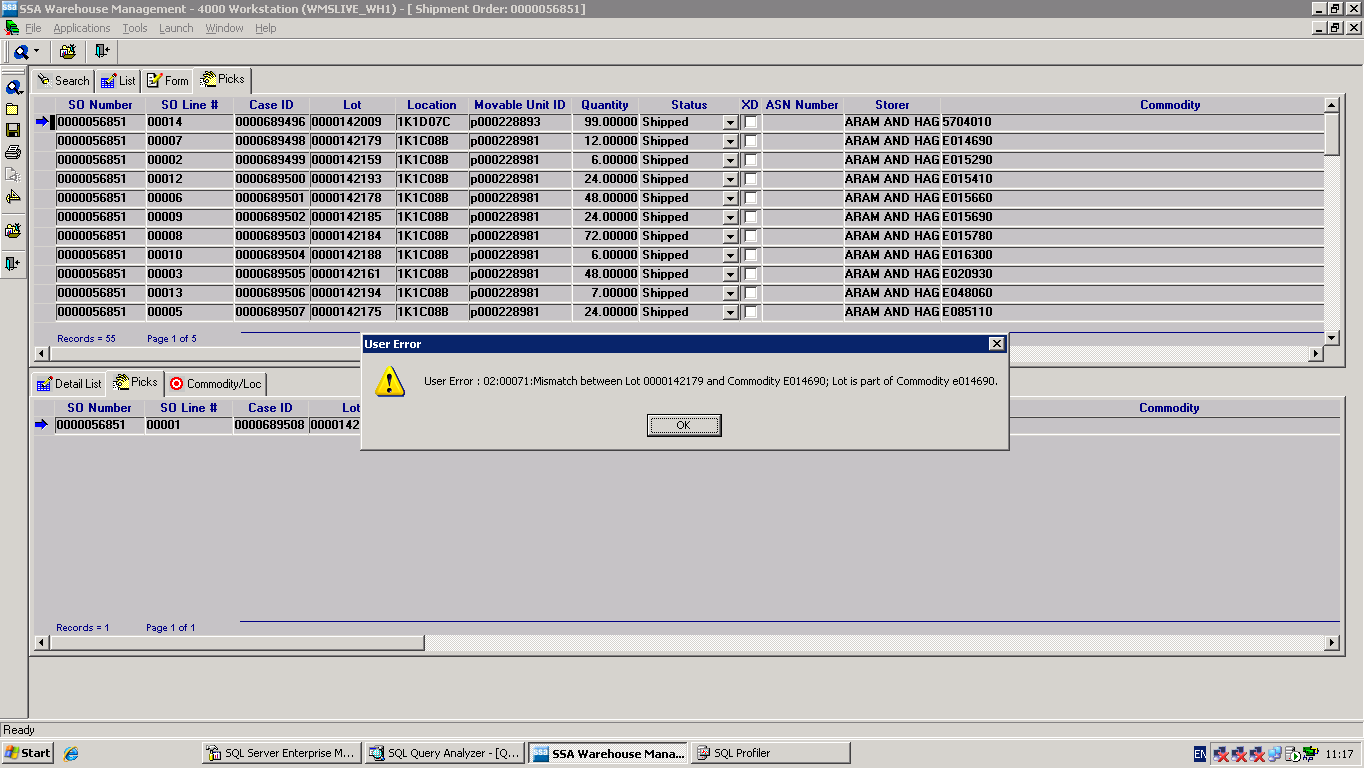 SSA Warehouse Management - 4000 Workstation (WMSLIVE_WH1) - [ Shipment Order: 0000056851]
File Applications Tools Launch Window Help
Search List Form Picks
SO Number SO Line # Case ID Lot Location Movable Unit ID Quantity Status XD ASN Number Storer Commodity
0000056851 00014 0000689496 0000142009 1K1D07C p000228893 99.00000 Shipped ARAM AND HAG 5704010
0000056851 00007 0000689498 0000142179 1K1C08B p000228981 12.00000 Shipped ARAM AND HAG E014690
0000056851 00002 0000689499 0000142159 1K1C08B p000228981 6.00000 Shipped ARAM AND HAG E015290
0000056851 00012 0000689500 0000142193 1K1C08B p000228981 24.00000 Shipped ARAM AND HAG E015410
0000056851 00006 0000689501 0000142178 1K1C08B p000228981 48.00000 Shipped ARAM AND HAG E015660
0000056851 00009 0000689502 0000142185 1K1C08B p000228981 24.00000 Shipped ARAM AND HAG E015690
0000056851 00008 0000689503 0000142184 1K1C08B p000228981 72.00000 Shipped ARAM AND HAG E015780
0000056851 00010 0000689504 0000142188 1K1C08B p000228981 6.00000 Shipped ARAM AND HAG E016300
0000056851 00003 0000689505 0000142161 1K1C08B p000228981 48.00000 Shipped ARAM AND HAG E020930
0000056851 00013 0000689506 0000142194 1K1C08B p000228981 7.00000 Shipped ARAM AND HAG E048060
0000056851 00005 0000689507 0000142175 1K1C08B p000228981 24.00000 Shipped ARAM AND HAG E085110
Records = 55 Page 1 of 5
User Error
User Error : 02:00071:Mismatch between Lot 0000142179 and Commodity E014690; Lot is part of Commodity e014690.
OK
Detail List Picks Commodity/Loc
SO Number SO Line # Case ID Lot Commodity
0000056851 00001 0000689508 0000142
Records = 1 Page 1 of 1
Ready
Start SQL Server Enterprise M... SQL Query Analyzer - [Q... SSA Warehouse Mana... SQL Profiler EN 11:17